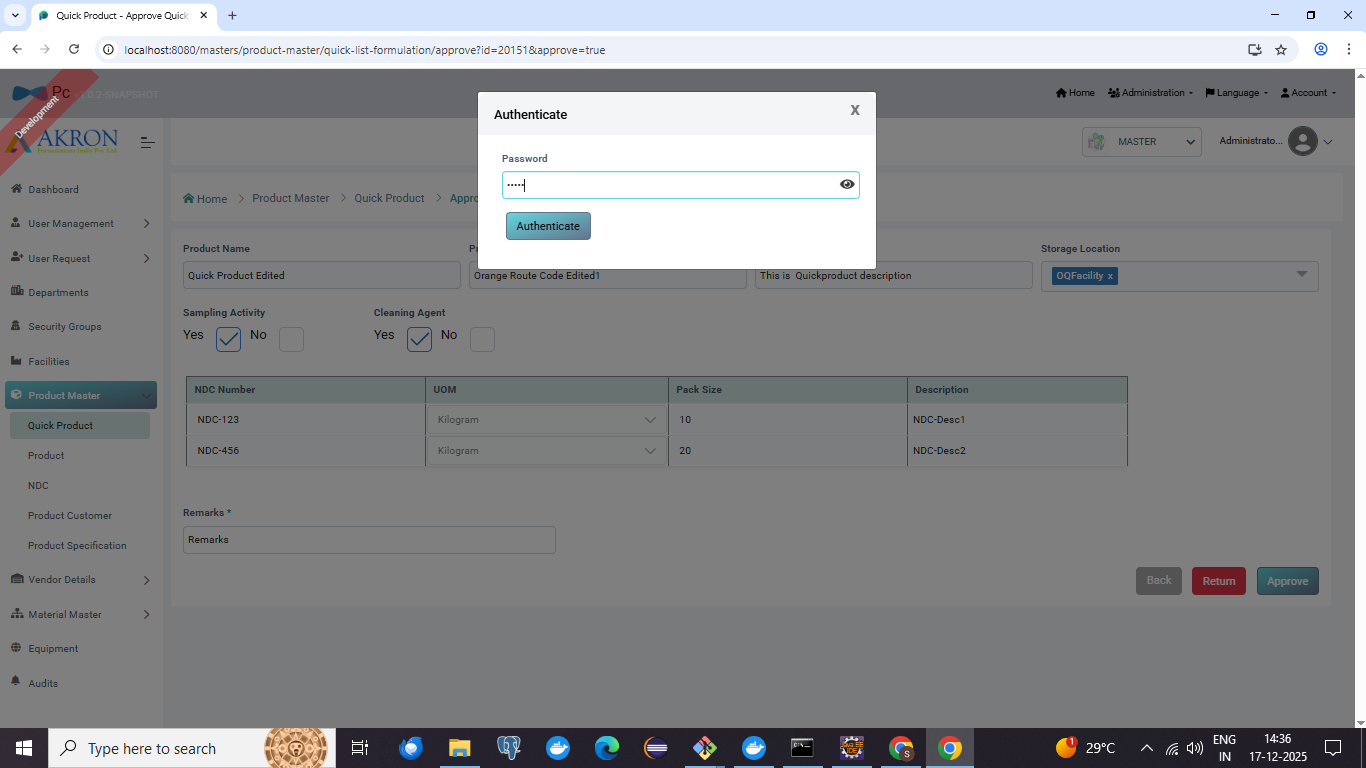 Quick Product - Approve Quick
localhost:8080/masters/product-master/quick-list-formulation/approve?id=20151&approve=true
Pc 1.0.2-SNAPSHOT
Development
Home Administration Language Account
AKRON
MASTER
Administrato...
Authenticate X
Password
•••••
Authenticate
Dashboard
User Management
User Request
Departments
Security Groups
Facilities
Product Master
Quick Product
Product
NDC
Product Customer
Product Specification
Vendor Details
Material Master
Equipment
Audits
Home Product Master Quick Product Appro
Product Name
Quick Product Edited
Orange Route Code Edited1
This is Quickproduct description
Storage Location
OQFacility x
Sampling Activity Cleaning Agent
Yes No Yes No
NDC Number UOM Pack Size Description
NDC-123 Kilogram 10 NDC-Desc1
NDC-456 Kilogram 20 NDC-Desc2
Remarks *
Remarks
Back Return Approve
Type here to search
1
29°C
ENG
IN
14:36
17-12-2025